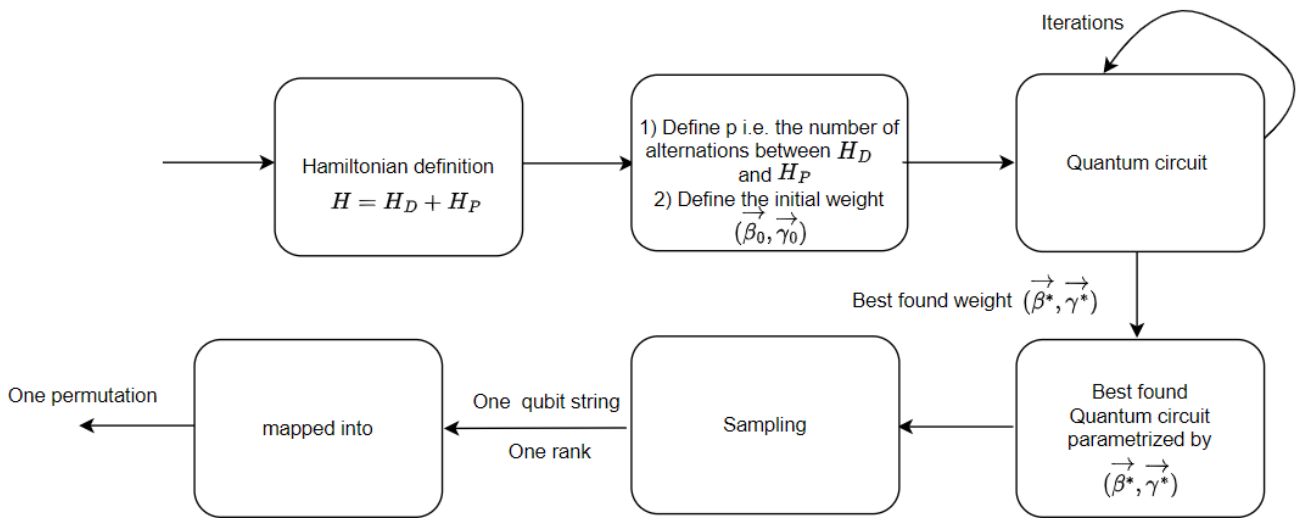 Iterations
Hamiltonian definition
H = H_D + H_P
1) Define p i.e. the number of
alternations between H_D
and H_P
2) Define the initial weight
(β₀→, γ₀→)
Quantum circuit
Best found weight (β*→, γ*→)
One permutation
mapped into
One qubit string
One rank
Sampling
Best found
Quantum circuit
parametrized by
(β*→, γ*→)